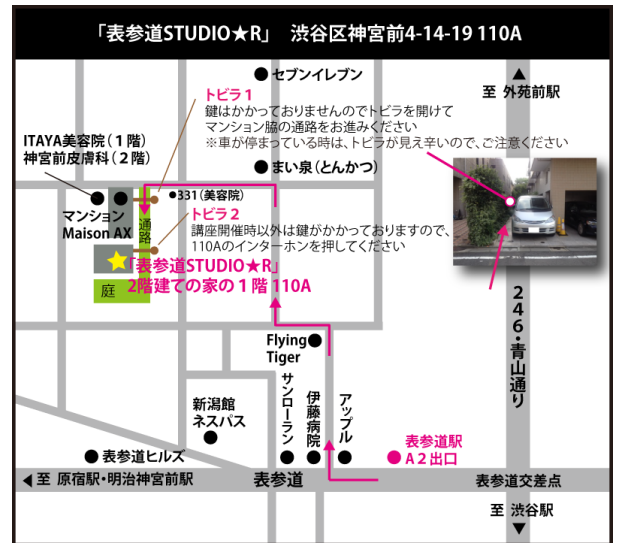 「表参道STUDIO★R」 渋谷区神宮前4-14-19 110A
セブンイレブン
至 外苑前駅
トビラ1
鍵はかかっておりませんのでトビラを開けて
マンション脇の通路をお進みください
※車が停まっている時は、トビラが見え辛いので、ご注意ください
ITAYA美容院(1階)
神宮前皮膚科(2階)
まい泉(とんかつ)
マンション
Maison AX
通路
331(美容院)
トビラ2
講座開催時以外は鍵がかかっておりますので、
110Aのインターホンを押してください
「表参道STUDIO★R」
2階建ての家の1階 110A
庭
246・青山通り
Flying
Tiger
サンローラン
伊藤病院
アップル
新潟館
ネスパス
表参道ヒルズ
表参道駅
A2出口
至 原宿駅・明治神宮前駅
表参道
表参道交差点
至 渋谷駅